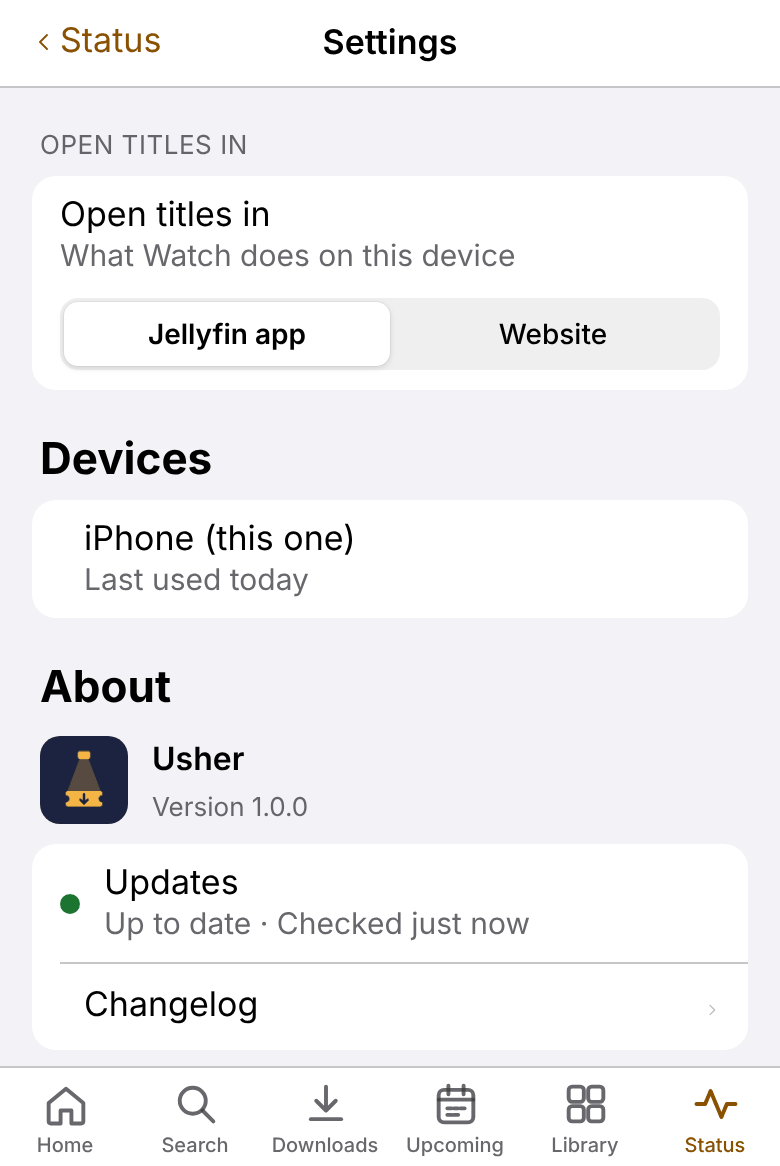 Status
Settings
OPEN TITLES IN
Open titles in
What Watch does on this device
Jellyfin app
Website
Devices
iPhone (this one)
Last used today
About
Usher
Version 1.0.0
Updates
Up to date · Checked just now
Changelog
Home
Search
Downloads
Upcoming
Library
Status